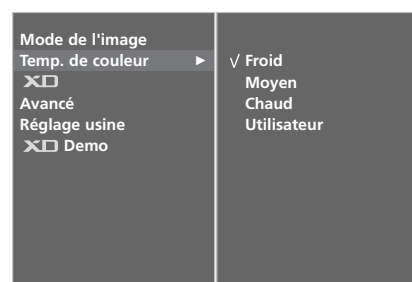 Mode de l'image
Temp. de couleur ►
XD
Avancé
Réglage usine
XD Demo
√ Froid
Moyen
Chaud
Utilisateur